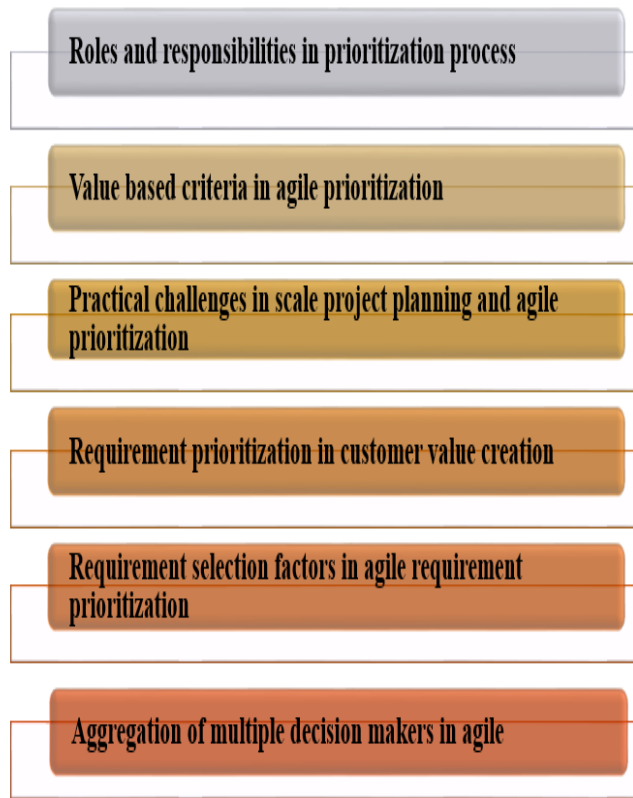 Roles and responsibilities in prioritization process
Value based criteria in agile prioritization
Practical challenges in scale project planning and agile
prioritization
Requirement prioritization in customer value creation
Requirement selection factors in agile requirement
prioritization
Aggregation of multiple decision makers in agile